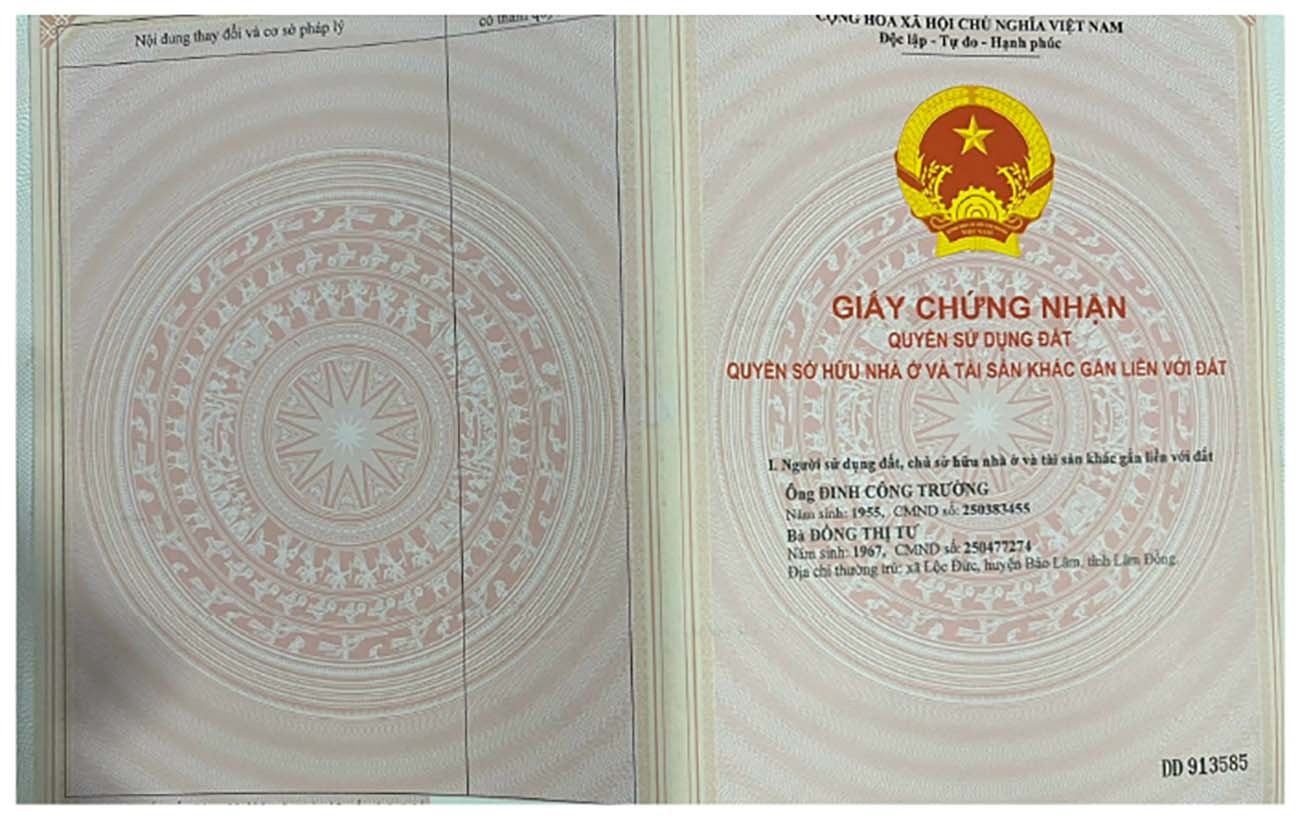 Nội dung thay đổi và cơ sở pháp lý
có thẩm quy
CỘNG HÒA XÃ HỘI CHỦ NGHĨA VIỆT NAM
Độc lập - Tự do - Hạnh phúc
GIẤY CHỨNG NHẬN
QUYỀN SỬ DỤNG ĐẤT
QUYỀN SỞ HỮU NHÀ Ở VÀ TÀI SẢN KHÁC GẮN LIỀN VỚI ĐẤT
I. Người sử dụng đất, chủ sở hữu nhà ở và tài sản khác gắn liền với đất
Ông ĐINH CÔNG TRƯỜNG
Năm sinh: 1955, CMND số: 250383455
Bà ĐỒNG THỊ TƯ
Năm sinh: 1967, CMND số: 250477274
Địa chỉ thường trú: xã Lộc Đức, huyện Bảo Lâm, tỉnh Lâm Đồng.
DD 913585